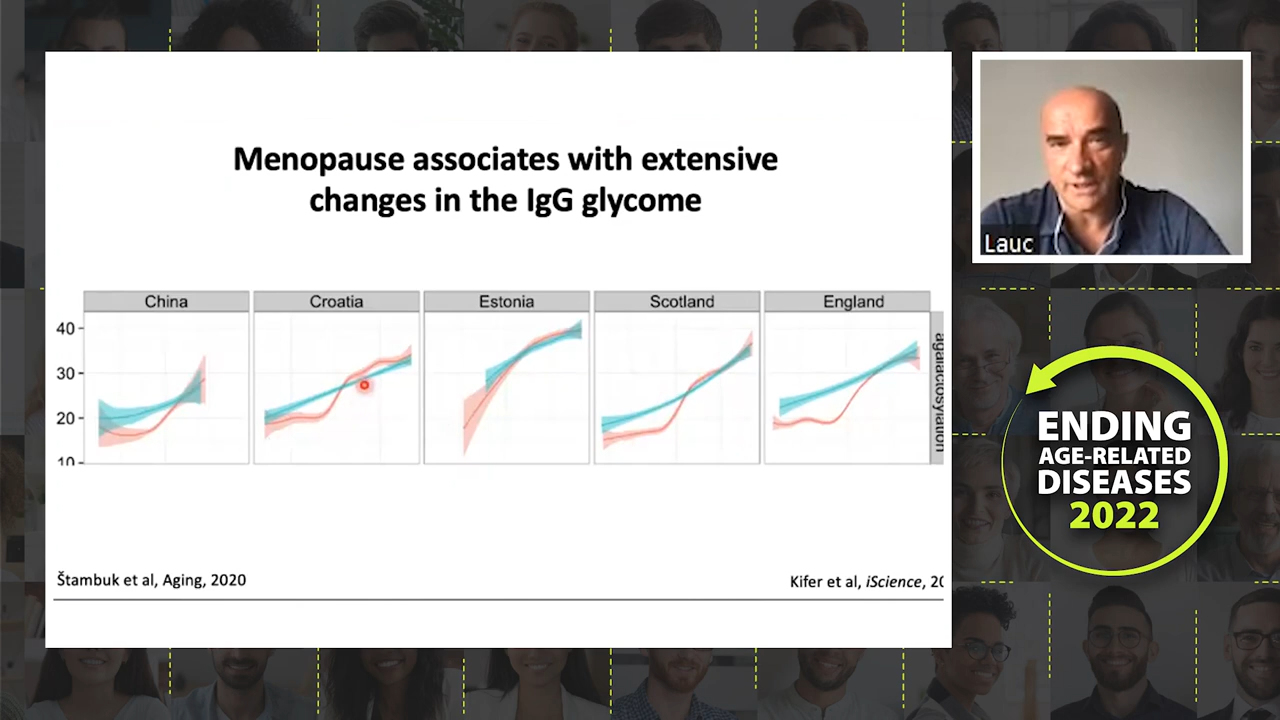 Menopause associates with extensive
changes in the IgG glycome
China
Croatia
Estonia
Scotland
England
40
30
20
10
agalactosylation
Štambuk et al, Aging, 2020
Kifer et al, iScience, 20
Lauc
ENDING
AGE-RELATED
DISEASES
2022